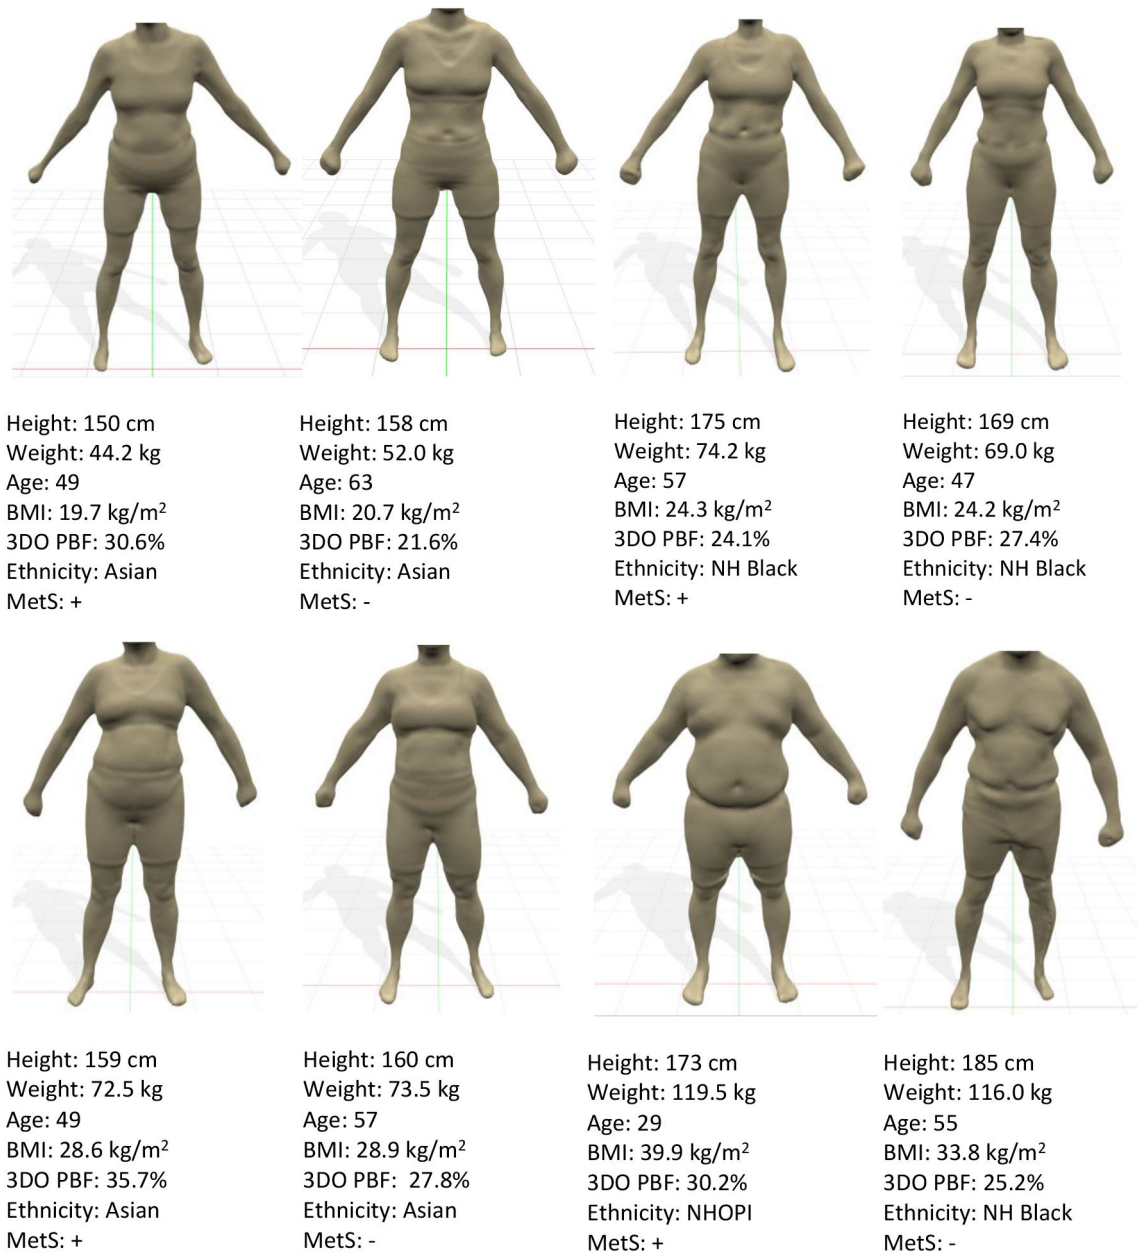 Height: 150 cm
Weight: 44.2 kg
Age: 49
BMI: 19.7 kg/m²
3DO PBF: 30.6%
Ethnicity: Asian
MetS: +
Height: 158 cm
Weight: 52.0 kg
Age: 63
BMI: 20.7 kg/m²
3DO PBF: 21.6%
Ethnicity: Asian
MetS: -
Height: 175 cm
Weight: 74.2 kg
Age: 57
BMI: 24.3 kg/m²
3DO PBF: 24.1%
Ethnicity: NH Black
MetS: +
Height: 169 cm
Weight: 69.0 kg
Age: 47
BMI: 24.2 kg/m²
3DO PBF: 27.4%
Ethnicity: NH Black
MetS: -
Height: 159 cm
Weight: 72.5 kg
Age: 49
BMI: 28.6 kg/m²
3DO PBF: 35.7%
Ethnicity: Asian
MetS: +
Height: 160 cm
Weight: 73.5 kg
Age: 57
BMI: 28.9 kg/m²
3DO PBF: 27.8%
Ethnicity: Asian
MetS: -
Height: 173 cm
Weight: 119.5 kg
Age: 29
BMI: 39.9 kg/m²
3DO PBF: 30.2%
Ethnicity: NHOPI
MetS: +
Height: 185 cm
Weight: 116.0 kg
Age: 55
BMI: 33.8 kg/m²
3DO PBF: 25.2%
Ethnicity: NH Black
MetS: -